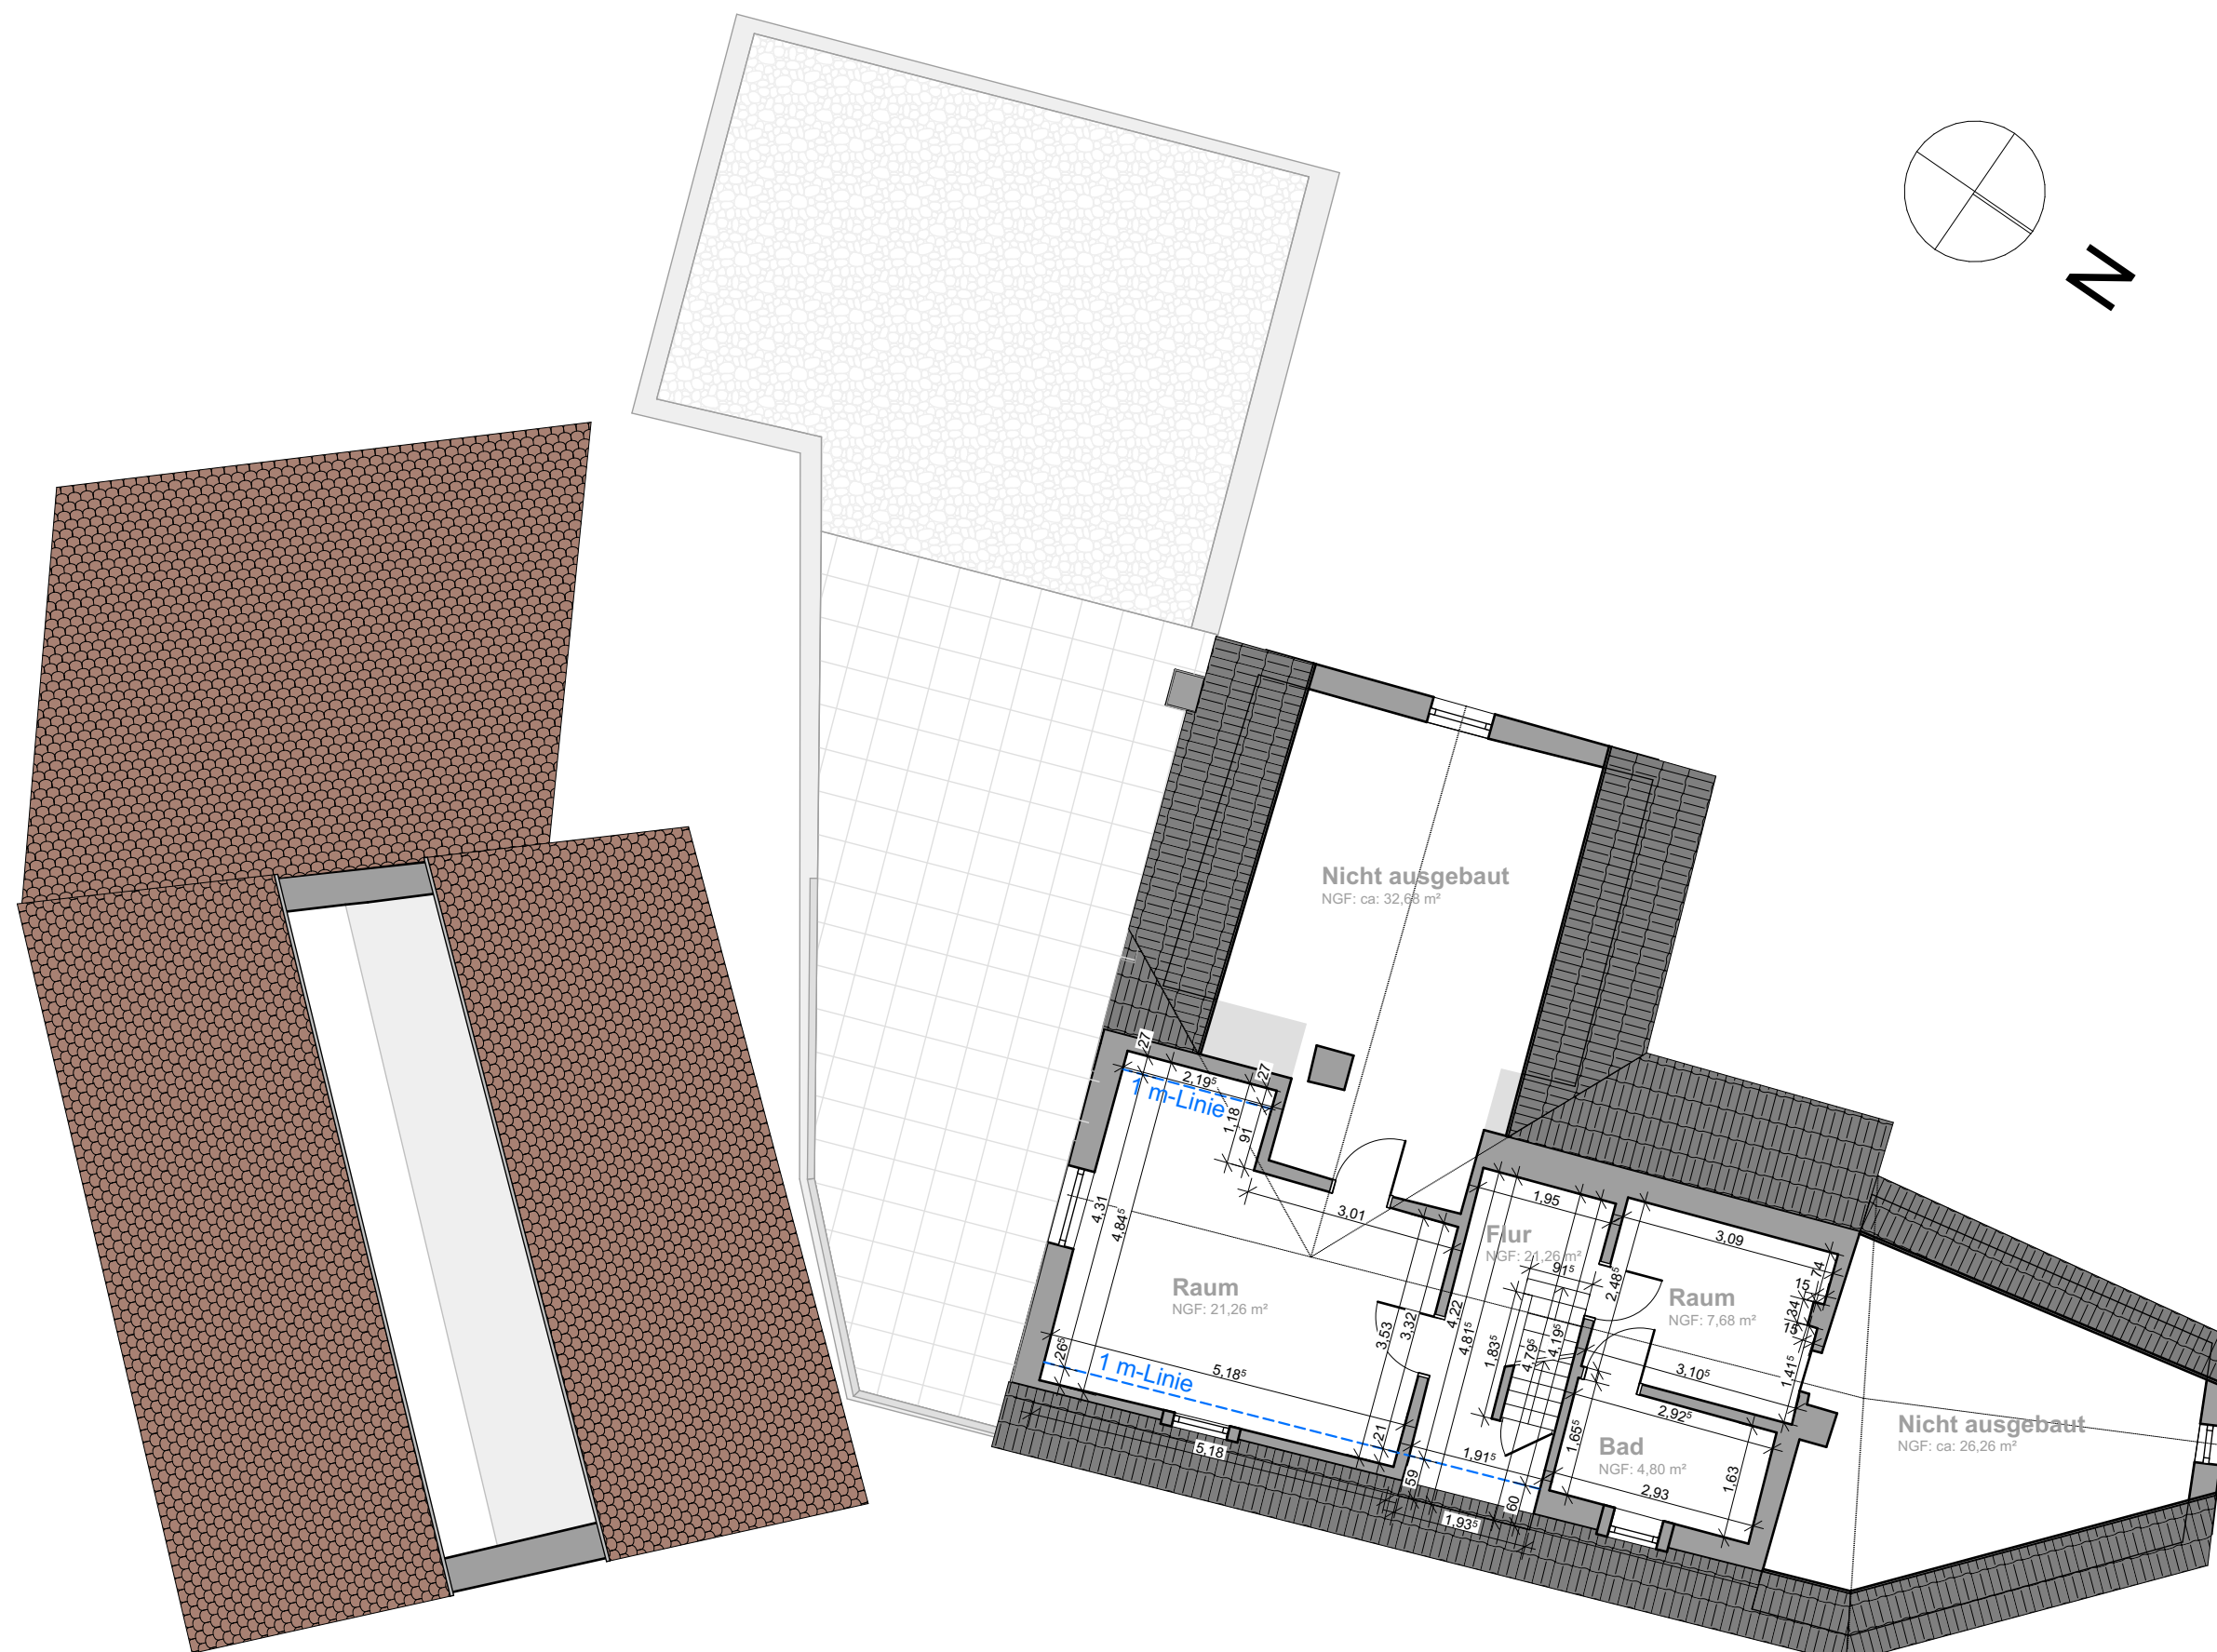 N
Nicht ausgebaut
NGF: ca: 32,68 m²
27
2,19⁵
27
1 m-Linie
1,18
91
4,31
4,84⁵
3,01
1,95
Flur
NGF: 21,26 m²
91⁵
3,09
2,48⁵
74
15
34
15
Raum
NGF: 21,26 m²
Raum
NGF: 7,68 m²
4,22
3,32
3,53
4,81⁵
1,83⁵
4,79⁵
4,19⁵
26⁵
1 m-Linie
5,18⁵
3,10⁵
1,41⁵
2,92⁵
Nicht ausgebaut
NGF: ca: 26,26 m²
21
5,18
1,91⁵
1,65⁵
Bad
NGF: 4,80 m²
1,63
59
2,93
60
1,93⁵